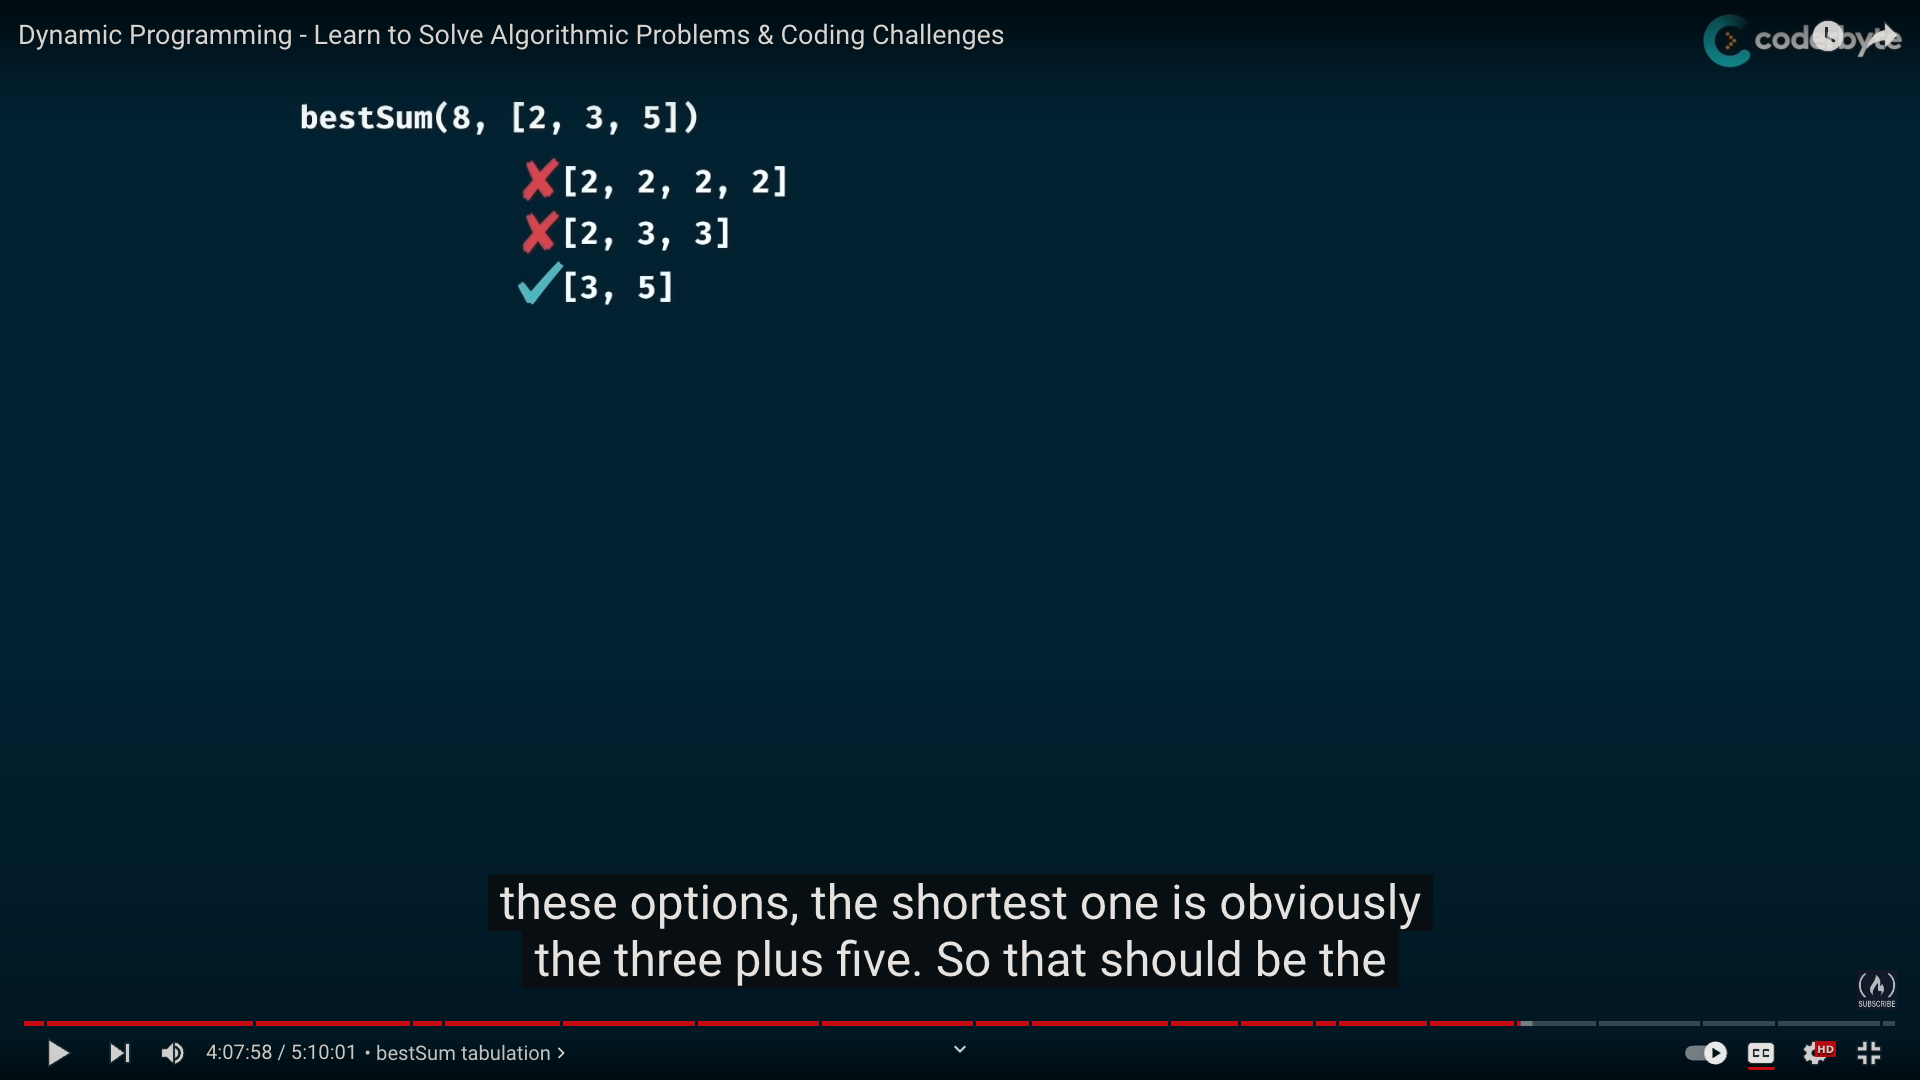 Dynamic Programming - Learn to Solve Algorithmic Problems & Coding Challenges
coderbyte
bestSum(8, [2, 3, 5])
[2, 2, 2, 2]
[2, 3, 3]
[3, 5]
these options, the shortest one is obviously
the three plus five. So that should be the
SUBSCRIBE
4:07:58 / 5:10:01 • bestSum tabulation
CC
HD